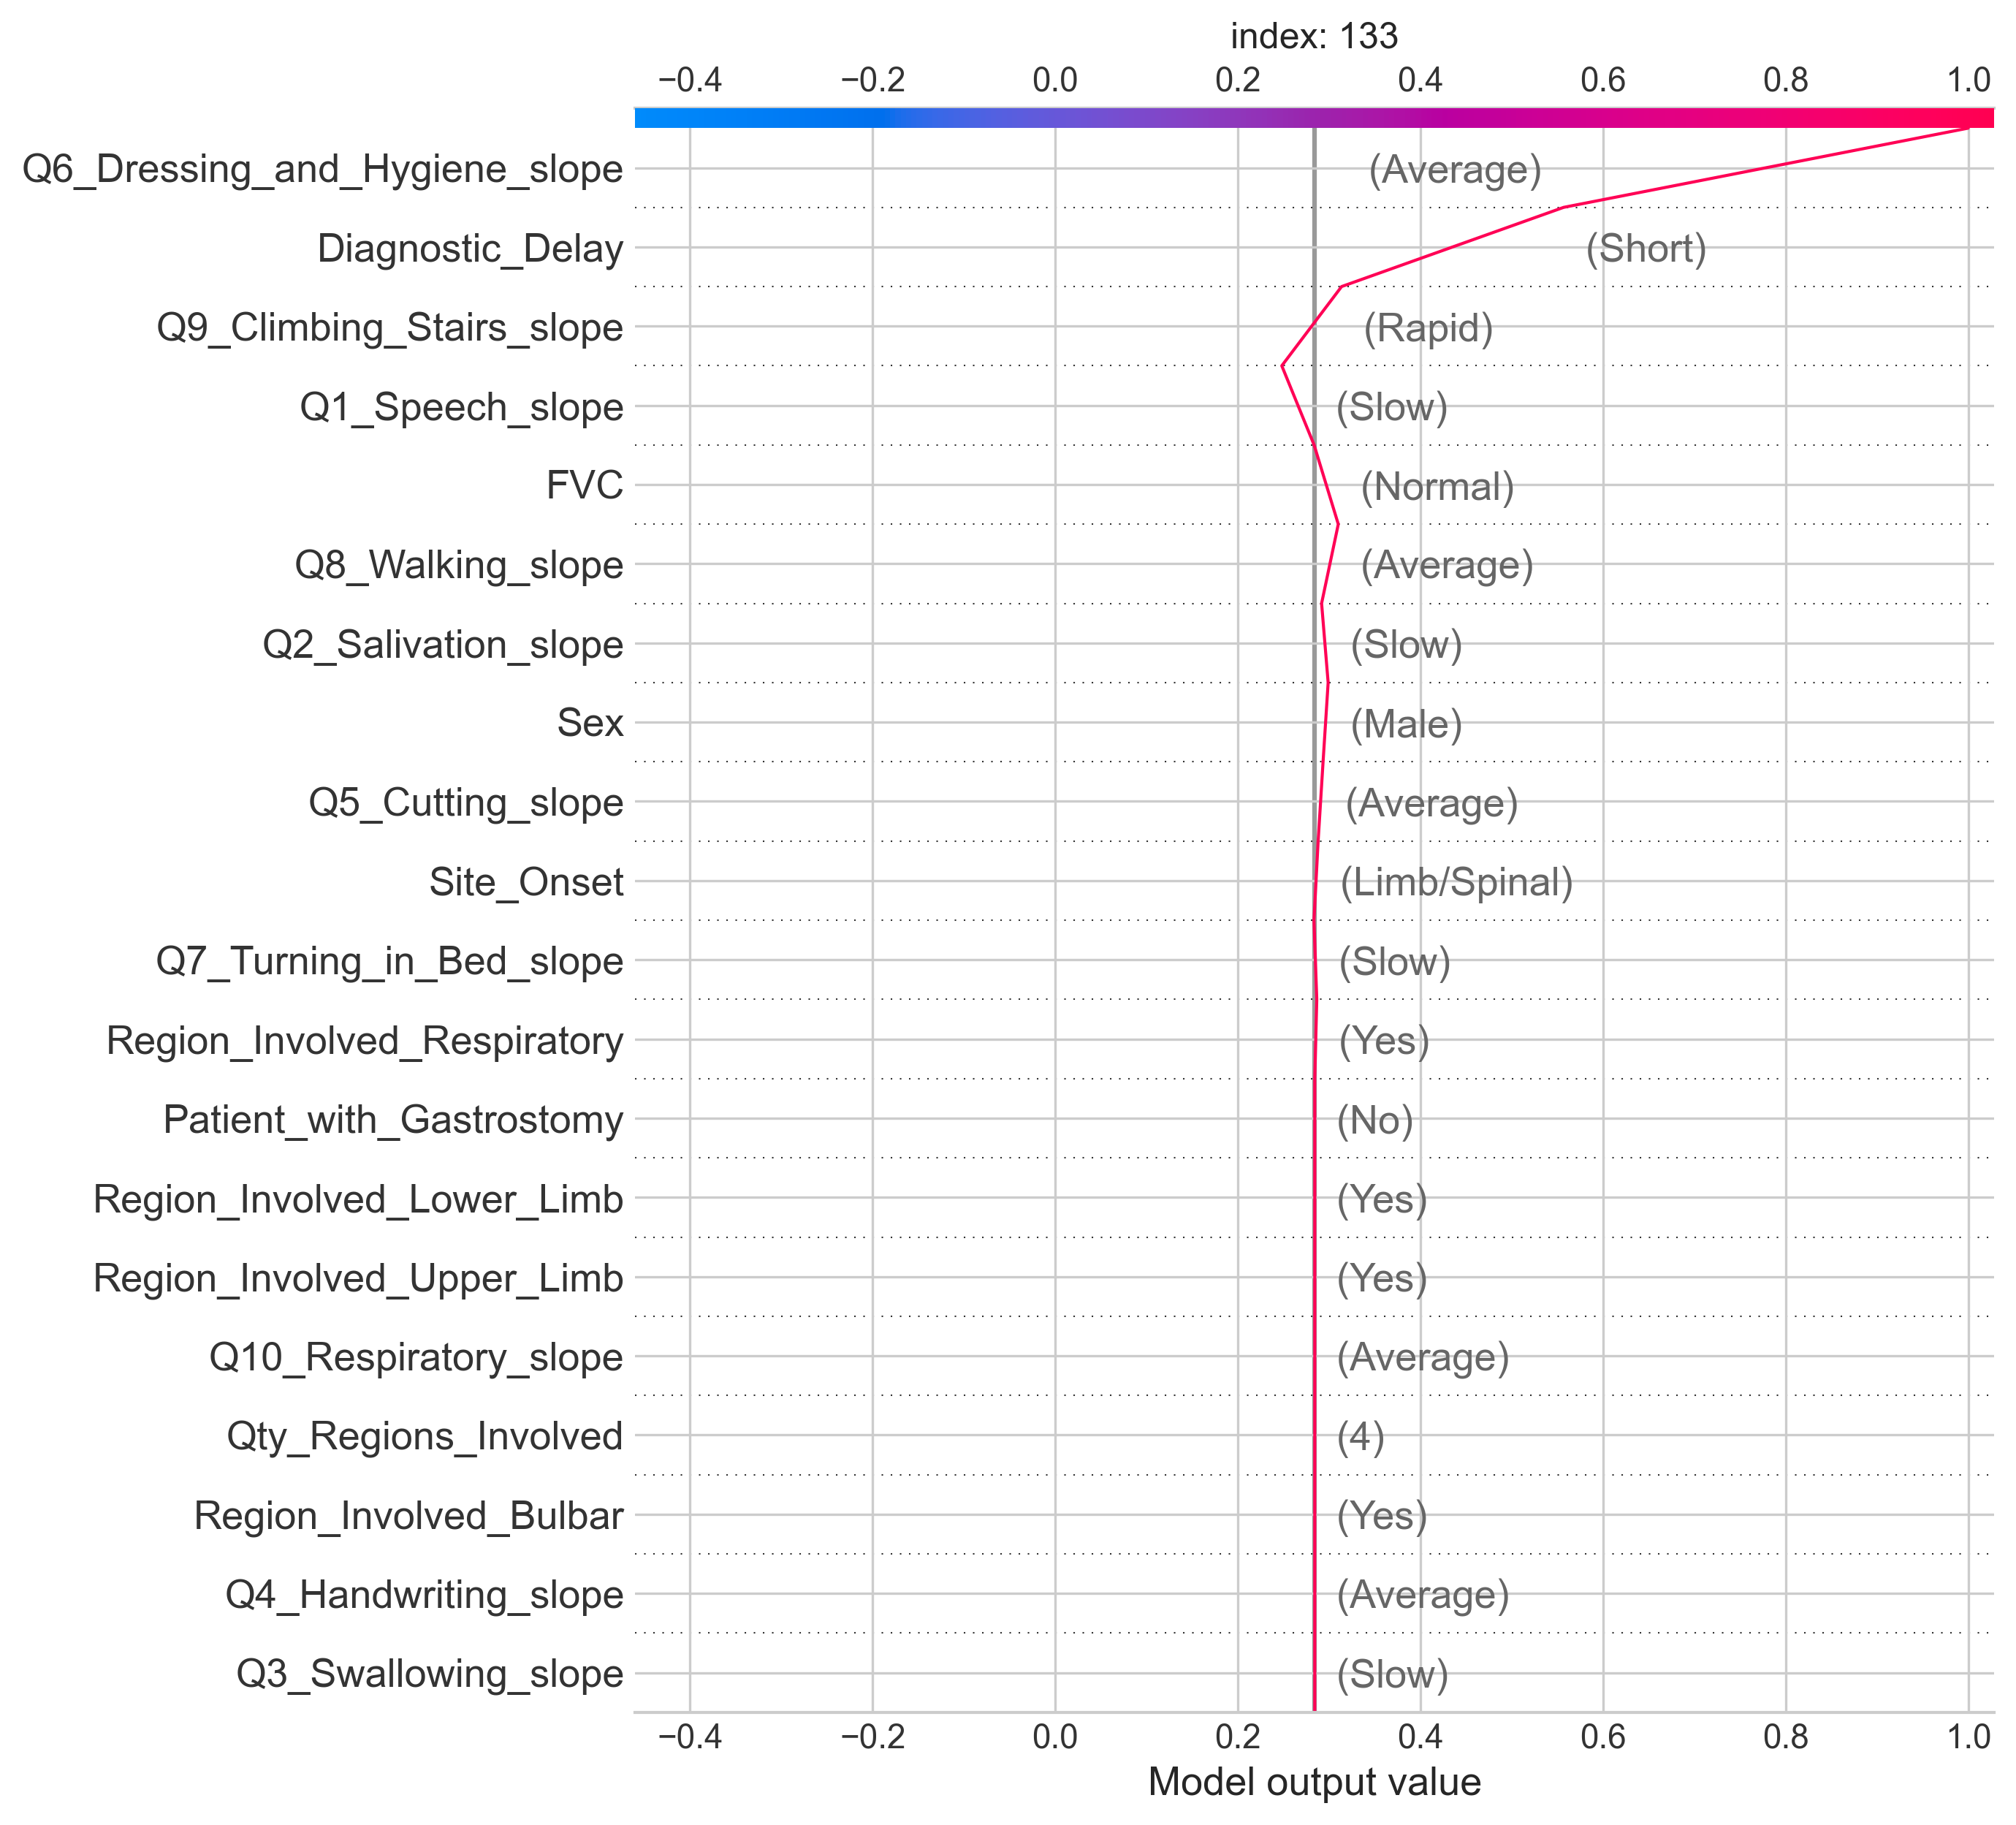 index: 133
−0.4 −0.2 0.0 0.2 0.4 0.6 0.8 1.0
Q6_Dressing_and_Hygiene_slope (Average)
Diagnostic_Delay (Short)
Q9_Climbing_Stairs_slope (Rapid)
Q1_Speech_slope (Slow)
FVC (Normal)
Q8_Walking_slope (Average)
Q2_Salivation_slope (Slow)
Sex (Male)
Q5_Cutting_slope (Average)
Site_Onset (Limb/Spinal)
Q7_Turning_in_Bed_slope (Slow)
Region_Involved_Respiratory (Yes)
Patient_with_Gastrostomy (No)
Region_Involved_Lower_Limb (Yes)
Region_Involved_Upper_Limb (Yes)
Q10_Respiratory_slope (Average)
Qty_Regions_Involved (4)
Region_Involved_Bulbar (Yes)
Q4_Handwriting_slope (Average)
Q3_Swallowing_slope (Slow)
−0.4 −0.2 0.0 0.2 0.4 0.6 0.8 1.0
Model output value